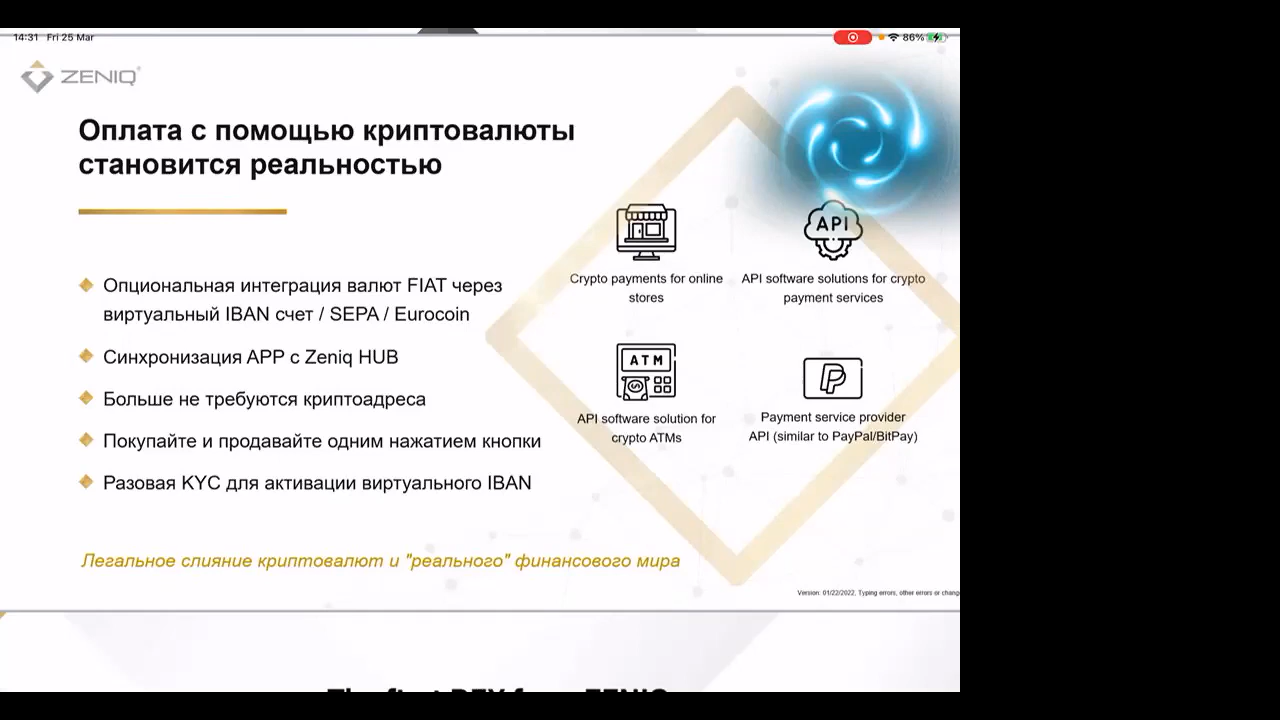 14:31 Fri 25 Mar
86%
ZENIQ
Оплата с помощью криптовалюты
становится реальностью
Опциональная интеграция валют FIAT через
виртуальный IBAN счет / SEPA / Eurocoin
Синхронизация APP с Zeniq HUB
Больше не требуются криптоадреса
Покупайте и продавайте одним нажатием кнопки
Разовая KYC для активации виртуального IBAN
API
Crypto payments for online
stores
API software solutions for crypto
payment services
ATM
API software solution for
crypto ATMs
Payment service provider
API (similar to PayPal/BitPay)
Легальное слияние криптовалют и "реального" финансового мира
Version: 01/22/2022, Typing errors, other errors or